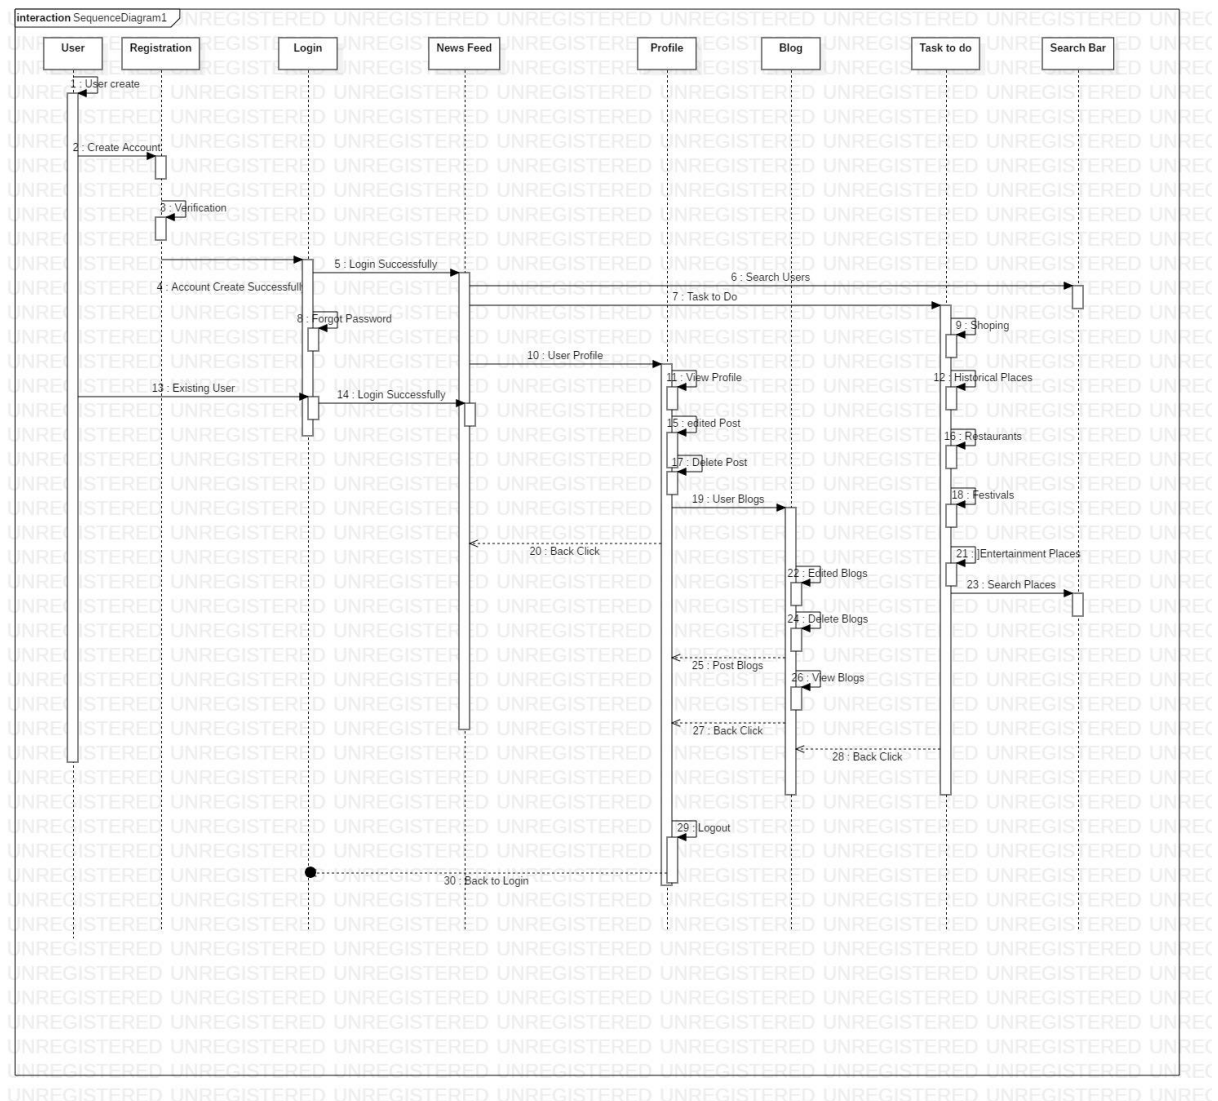 interaction SequenceDiagram1
User
Registration
Login
News Feed
Profile
Blog
Task to do
Search Bar
1 : User create
2 : Create Account
3 : Verification
5 : Login Successfully
6 : Search Users
4 : Account Create Successfull
7 : Task to Do
8 : Forgot Password
9 : Shoping
10 : User Profile
11 : View Profile
12 : Historical Places
13 : Existing User
14 : Login Successfully
15 : edited Post
16 : Restaurants
17 : Delete Post
18 : Festivals
19 : User Blogs
20 : Back Click
21 : ]Entertainment Places
22 : Edited Blogs
23 : Search Places
24 : Delete Blogs
25 : Post Blogs
26 : View Blogs
27 : Back Click
28 : Back Click
29 : Logout
30 : Back to Login
UNREGISTERED